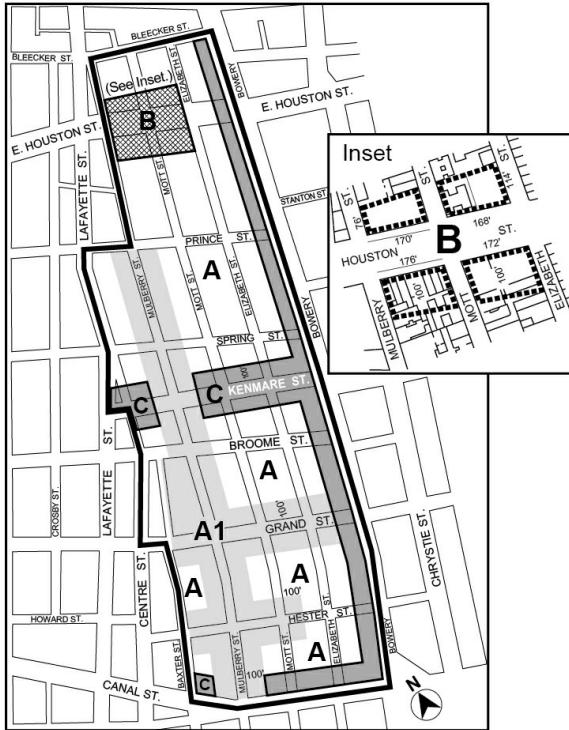 BLEECKER ST.
BLEECKER ST.
(See Inset.)
ELIZABETH ST.
BOWERY
E. HOUSTON ST.
E. HOUSTON ST.
B
MOTT ST.
LAFAYETTE ST.
STANTON ST.
PRINCE ST.
A
MULBERRY ST.
MOTT ST.
ELIZABETH ST.
BOWERY
SPRING ST.
100'
C
C
KENMARE ST.
BROOME ST.
A
CROSBY ST.
LAFAYETTE ST.
100'
A1
GRAND ST.
CENTRE ST.
CHRYSTIE ST.
A
A
100'
HOWARD ST.
HESTER ST.
BAXTER ST.
MULBERRY ST.
MOTT ST.
ELIZABETH ST.
A
BOWERY
C
100'
CANAL ST.
N
Inset
ST.
ST.
114'
76'
170'
168'
B
HOUSTON ST.
176'
172'
100'
100'
MULBERRY
MOTT
ELIZABETH